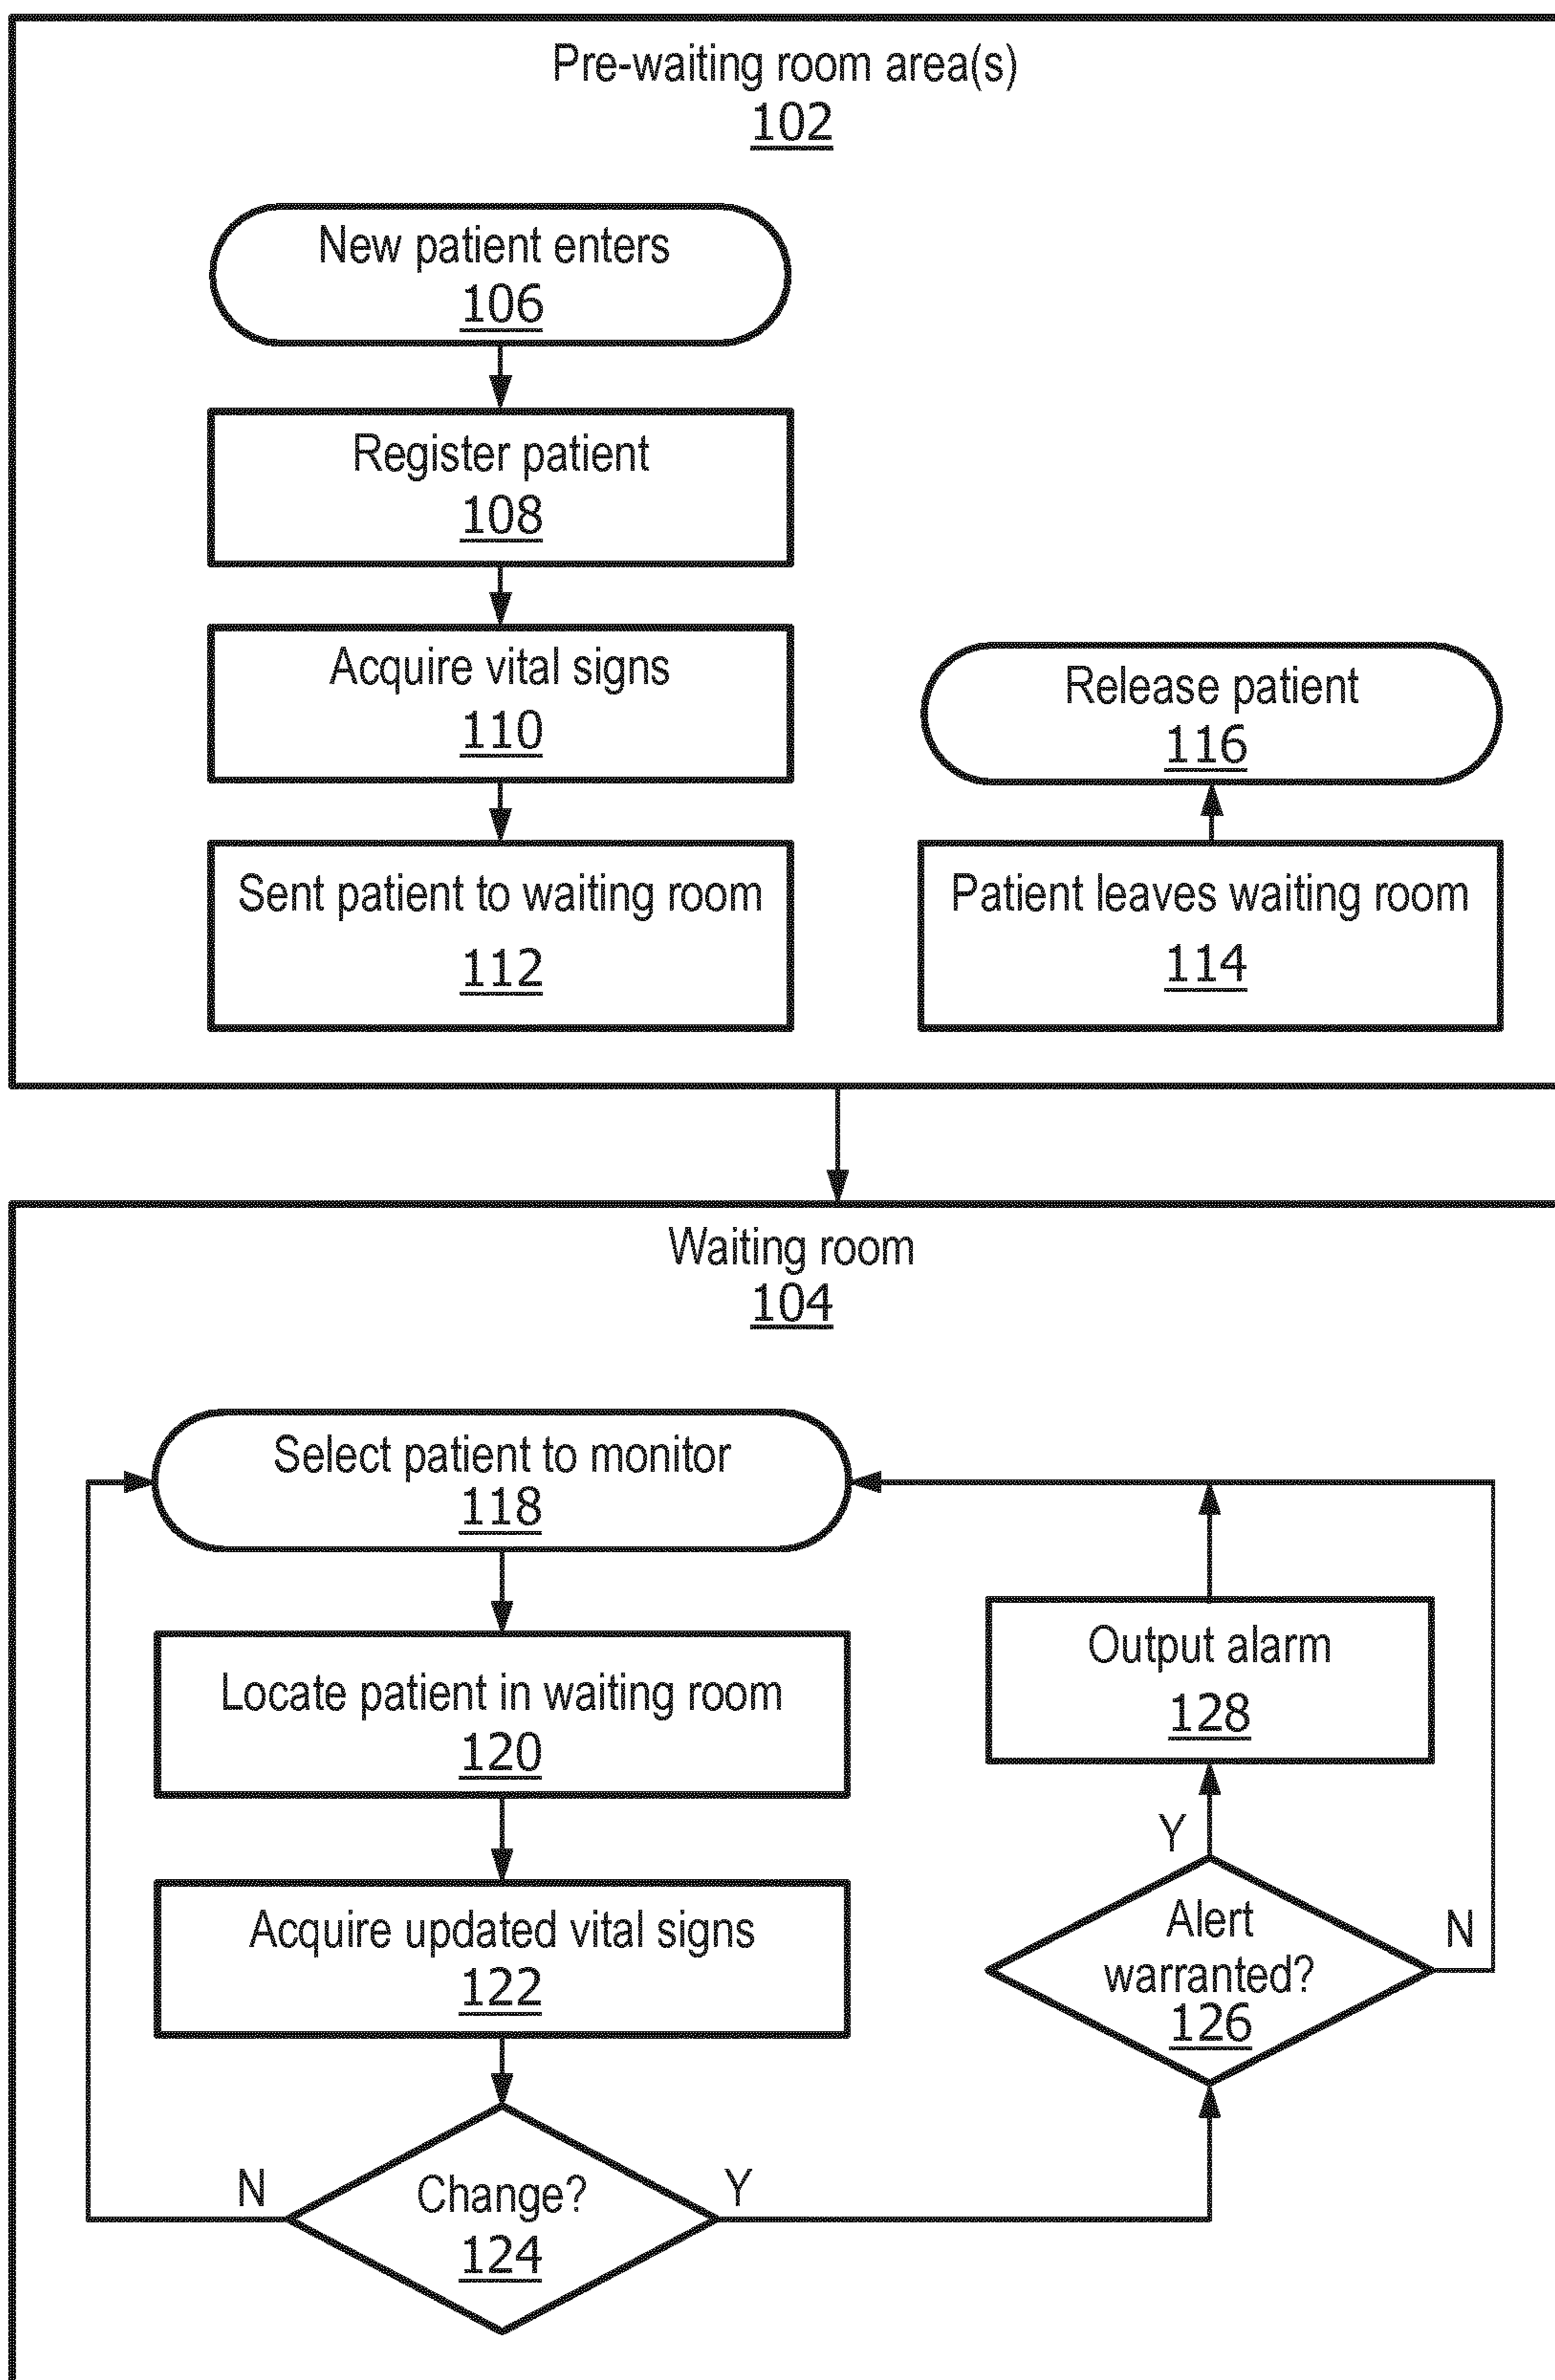 Pre-waiting room area(s)
102
New patient enters
106
Register patient
108
Acquire vital signs
110
Sent patient to waiting room
112
Release patient
116
Patient leaves waiting room
114
Waiting room
104
Select patient to monitor
118
Locate patient in waiting room
120
Acquire updated vital signs
122
Change?
124
N
Y
Output alarm
128
Y
Alert
warranted?
126
N